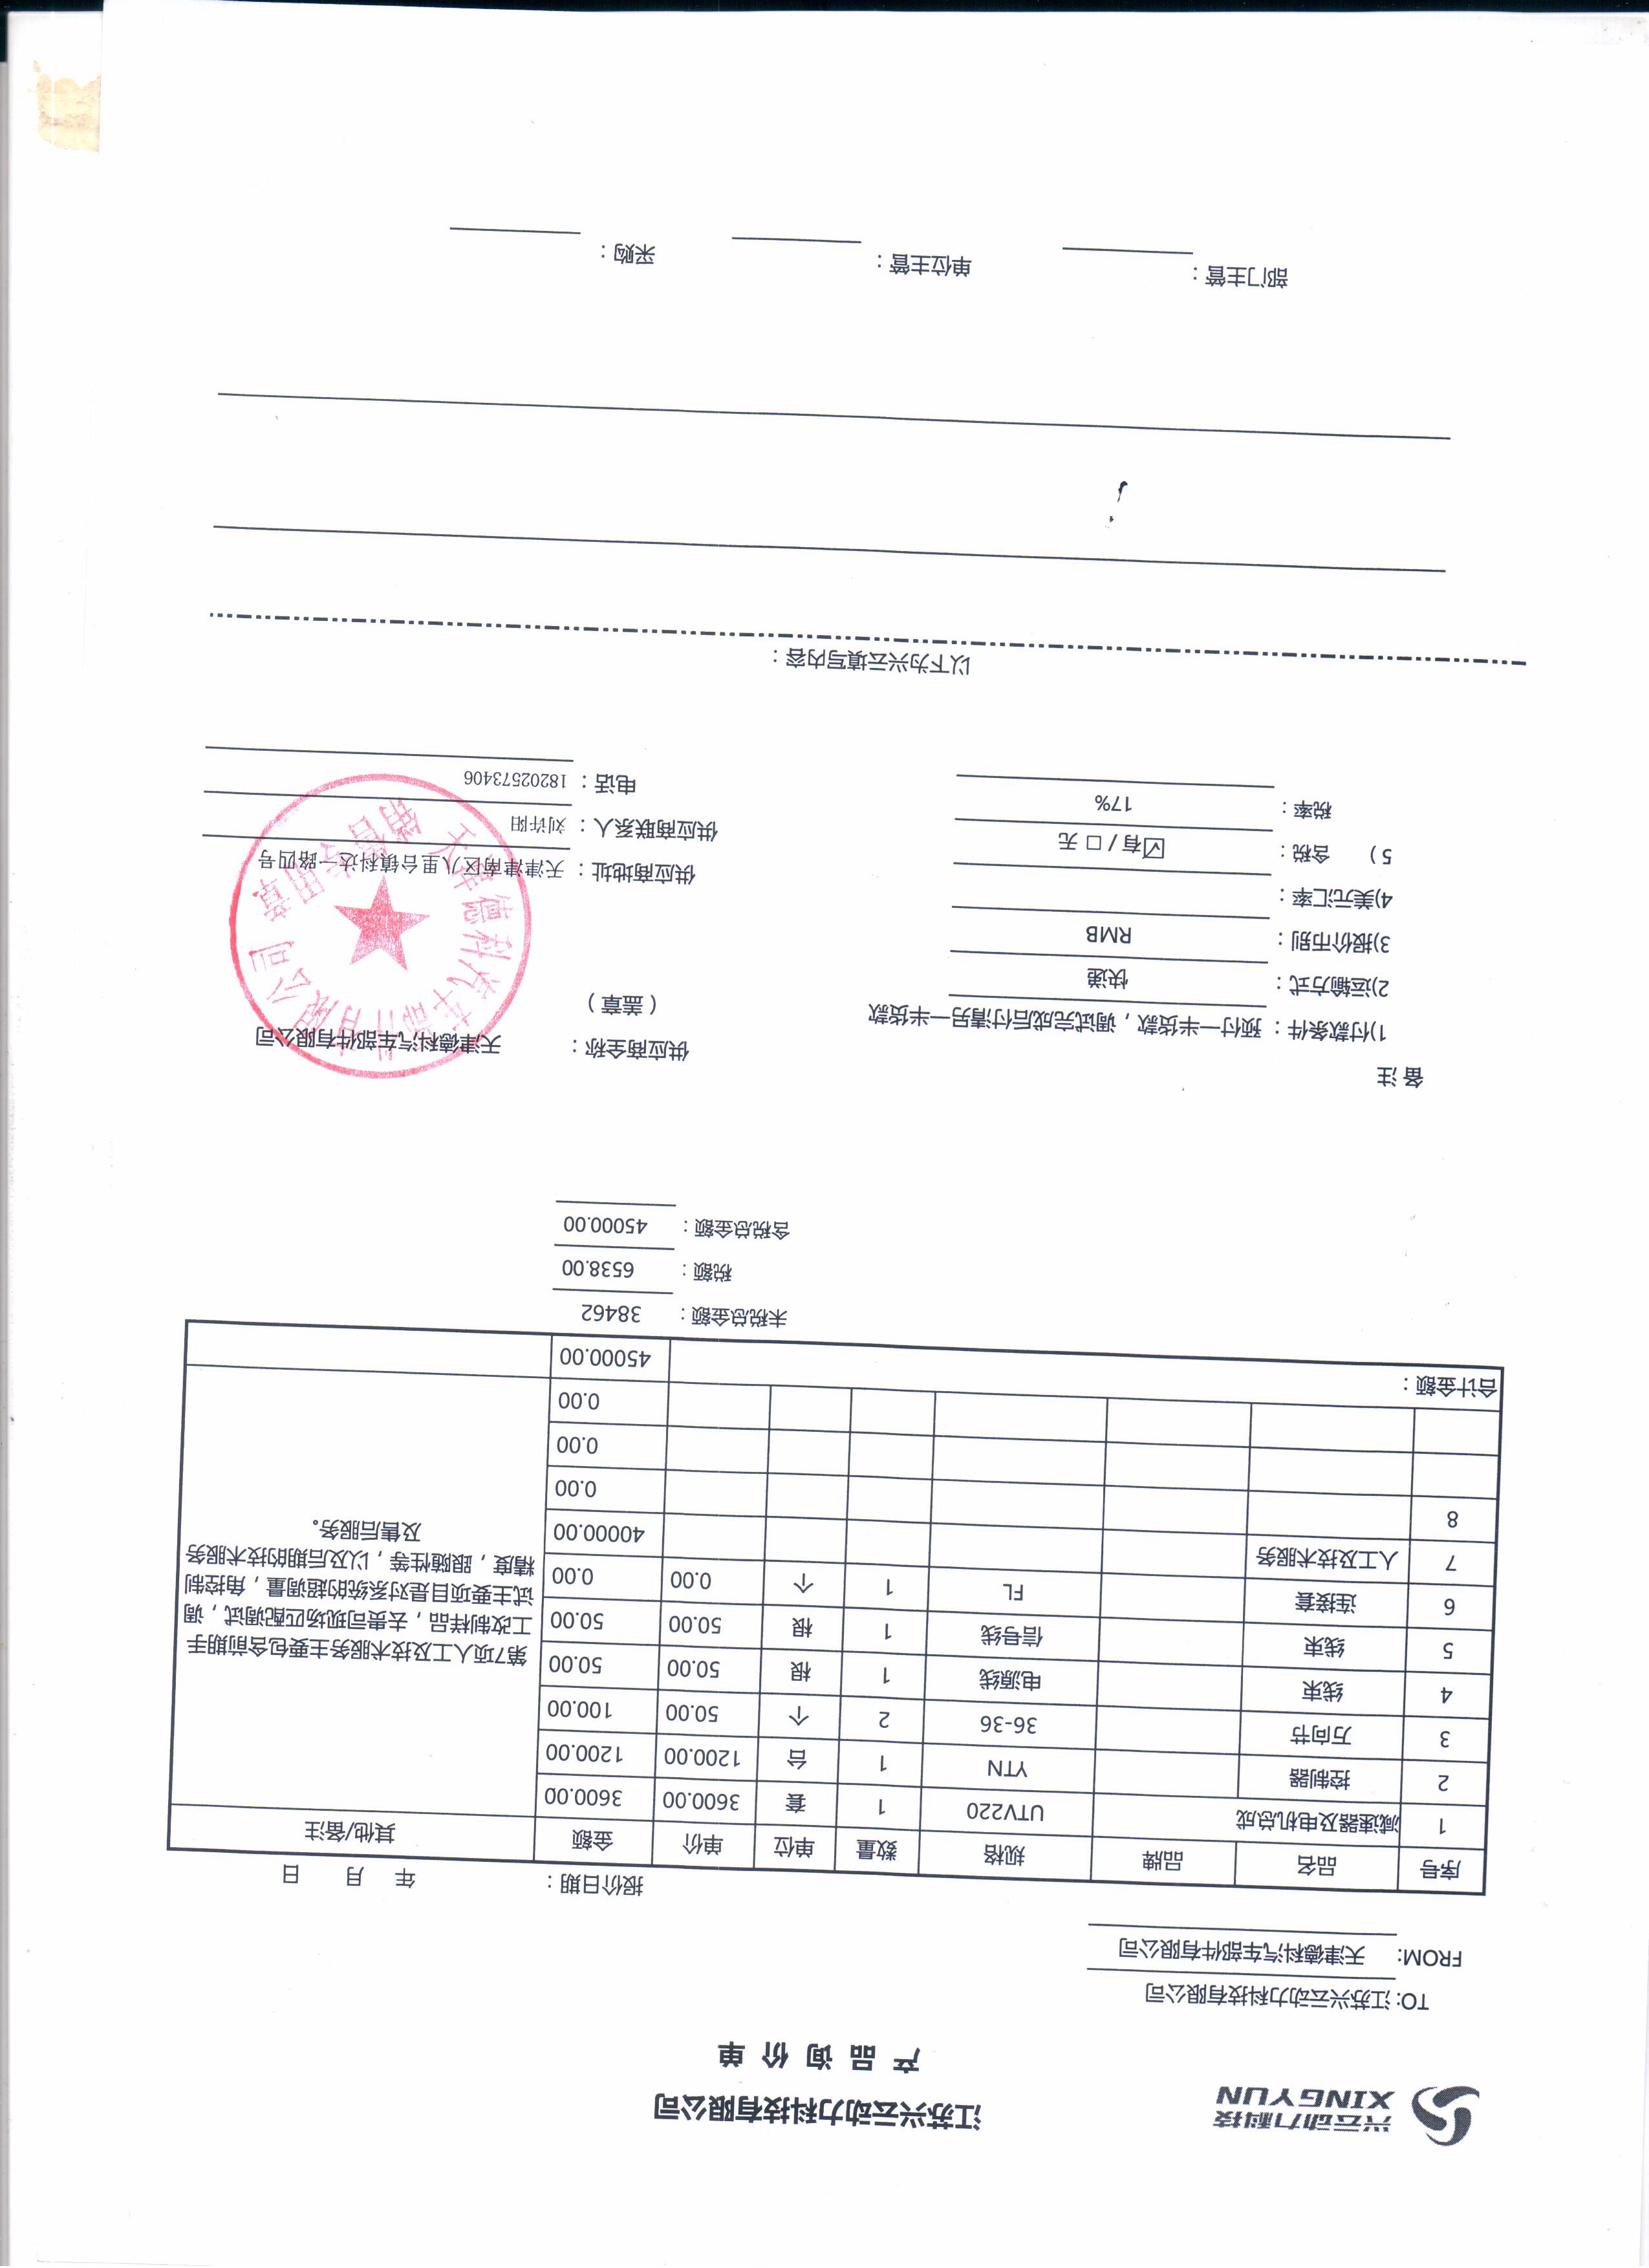 兴云动力科技
XINGYUN
江苏兴云动力科技有限公司
产 品 询 价 单
TO: 江苏兴云动力科技有限公司
FROM: 天津德科汽车部件有限公司
报价日期： 年 月 日
序号 品名 品牌 规格 数量 单位 单价 金额 其他/备注
1 减速器及电机总成 UTV220 1 套 3600.00 3600.00
2 控制器 YTN 1 台 1200.00 1200.00
3 万向节 36-36 2 个 50.00 100.00
4 线束 电源线 1 根 50.00 50.00
5 线束 信号线 1 根 50.00 50.00
6 连接套 FL 1 个 0.00 0.00
7 人工及技术服务 40000.00
8 0.00
0.00
0.00
第7项人工及技术服务主要包含前期手
工改制样品，去贵司现场匹配调试，调
试主要项目是对系统的超调量，角控制
精度，跟随性等，以及后期的技术服务
及售后服务。
合计金额： 45000.00
未税总金额： 38462
税额： 6538.00
含税总金额： 45000.00
备 注
1)付款条件： 预付一半货款，调试完成后付清另一半货款
2)运输方式： 快递
3)报价币别： RMB
4)美元汇率：
5） 含税： ☑有 / □ 无
税率： 17%
供应商全称： 天津德科汽车部件有限公司
（盖章）
天津德科汽车部件有限公司
销售专用章
供应商地址： 天津津南区八里台镇科达一路四号
供应商联系人： 刘许阳
电话： 18202573406
以下为兴云填写内容：
部门主管： 单位主管： 采购：